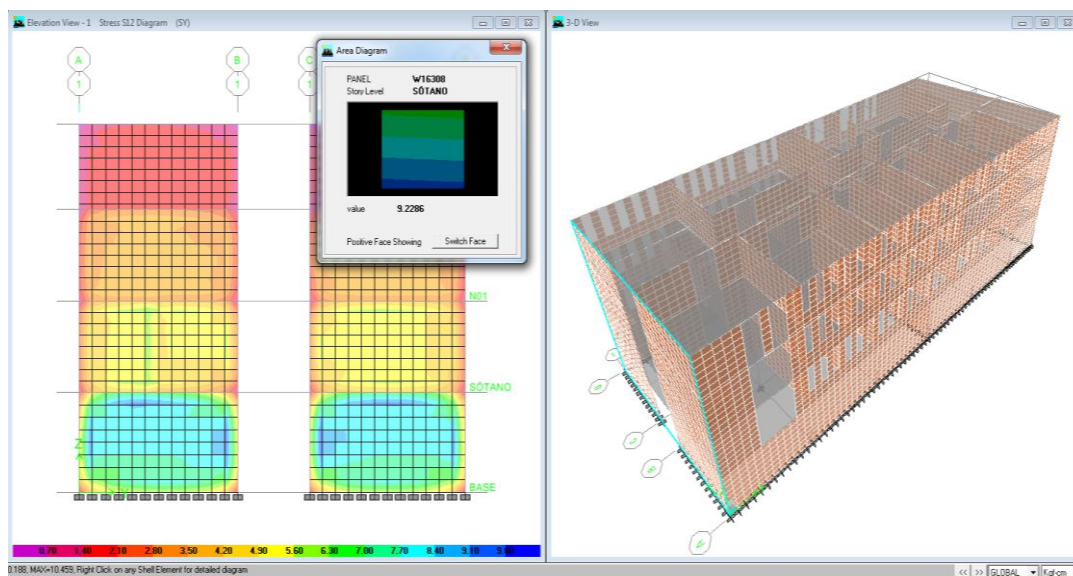 Elevation View - 1 Stress S12 Diagram (SY)
3-D View
A
B
C
1
1
1
Area Diagram
PANEL W16308
Story Level SÓTANO
value 9.2286
Positive Face Showing Switch Face
N01
SÓTANO
Z
BASE
0.70 1.40 2.10 2.80 3.50 4.20 4.90 5.60 6.30 7.00 7.70 8.40 9.10
0.188, MAX=10.459, Right Click on any Shell Element for detailed diagram
<< >> GLOBAL Kgf-cm